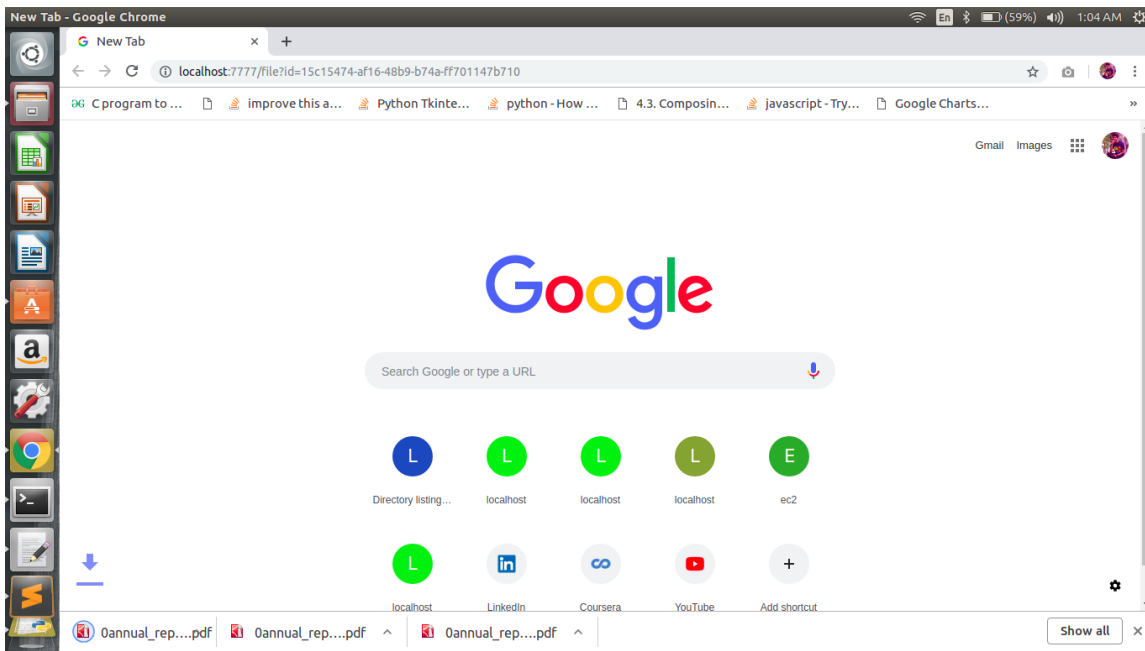 New Tab - Google Chrome
En (59%) 1:04 AM
G New Tab × +
localhost:7777/file?id=15c15474-af16-48b9-b74a-ff701147b710
C program to ... improve this a... Python Tkinte... python - How ... 4.3. Composin... javascript - Try... Google Charts... »
Gmail Images
Google
Search Google or type a URL
L L L L E
Directory listing... localhost localhost localhost ec2
L in +
localhost LinkedIn Coursera YouTube Add shortcut
0annual_rep....pdf 0annual_rep....pdf 0annual_rep....pdf Show all ×